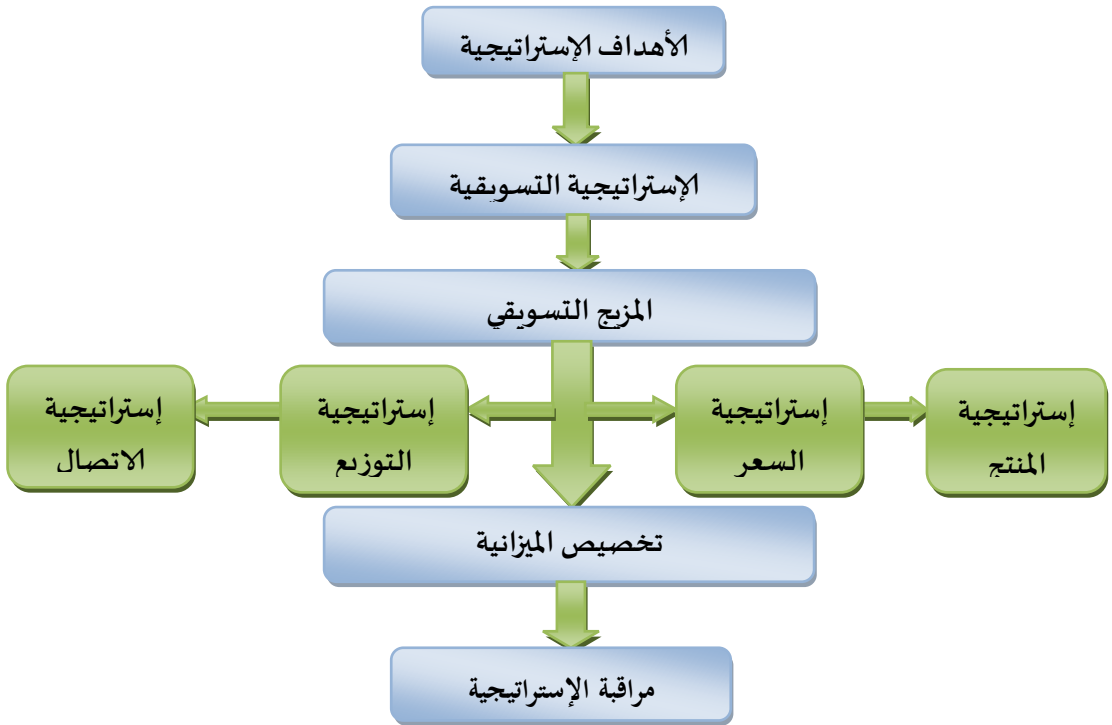 الأهداف الإستراتيجية
الإستراتيجية التسويقية
المزيج التسويقي
إستراتيجية
المنتج
إستراتيجية
السعر
إستراتيجية
التوزيع
إستراتيجية
الاتصال
تخصيص الميزانية
مراقبة الإستراتيجية